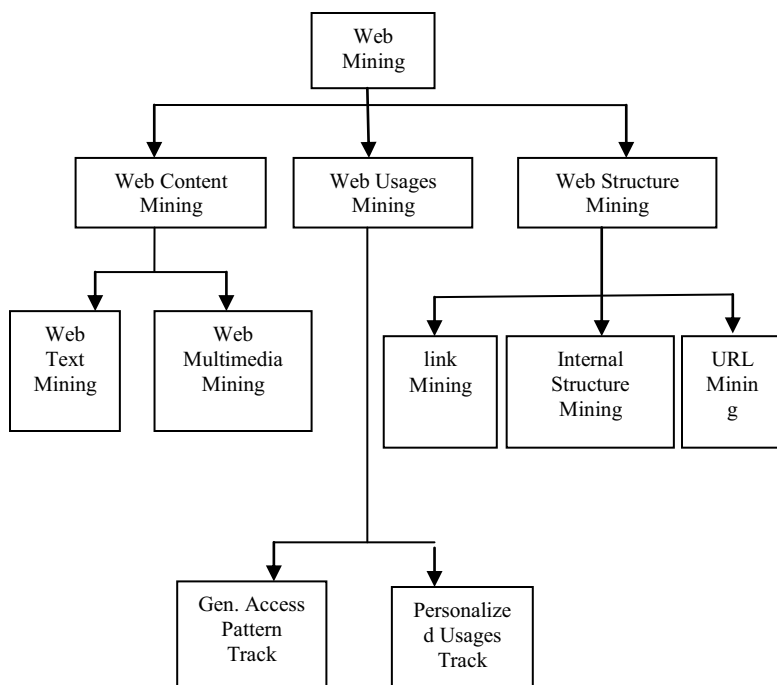 Web
Mining
Web Content
Mining
Web Usages
Mining
Web Structure
Mining
Web
Text
Mining
Web
Multimedia
Mining
link
Mining
Internal
Structure
Mining
URL
Minin
g
Gen. Access
Pattern
Track
Personalize
d Usages
Track